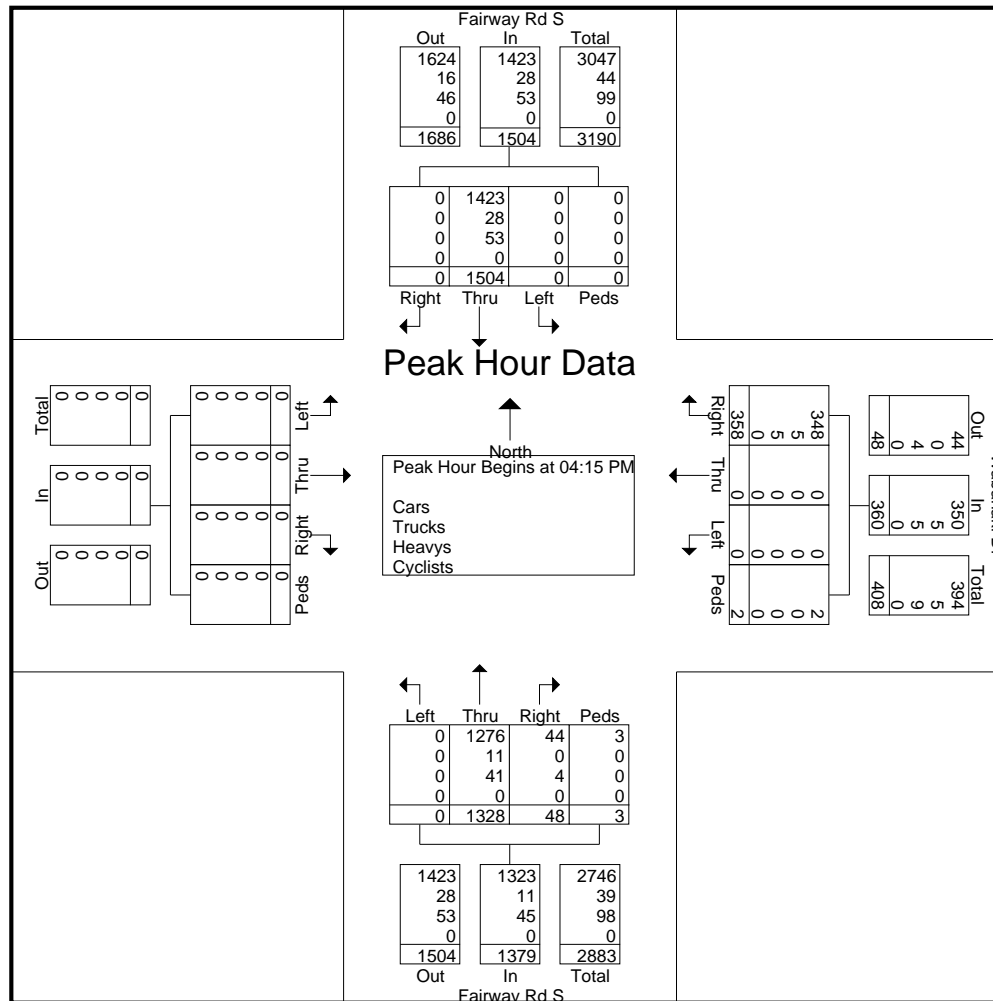 Fairway Rd S
Out In Total
1624 1423 3047
16 28 44
46 53 99
0 0 0
1686 1504 3190
0 1423 0 0
0 28 0 0
0 53 0 0
0 0 0 0
0 1504 0 0
Right Thru Left Peds
Peak Hour Data
Total
0 0 0 0 0
In
0 0 0 0 0
Out
0 0 0 0 0
Left
0 0 0 0 0
Thru
0 0 0 0 0
Right
0 0 0 0 0
Peds
0 0 0 0 0
North
Peak Hour Begins at 04:15 PM
Cars
Trucks
Heavys
Cyclists
Right
348 5 5 0 358
Thru
0 0 0 0 0
Left
0 0 0 0 0
Peds
2 0 0 0 2
Out
44 0 4 0 48
In
350 5 5 0 360
Total
394 5 9 0 408
Left Thru Right Peds
0 1276 44 3
0 11 0 0
0 41 4 0
0 0 0 0
0 1328 48 3
1423 1323 2746
28 11 39
53 45 98
0 0 0
1504 1379 2883
Out In Total
Fairway Rd S